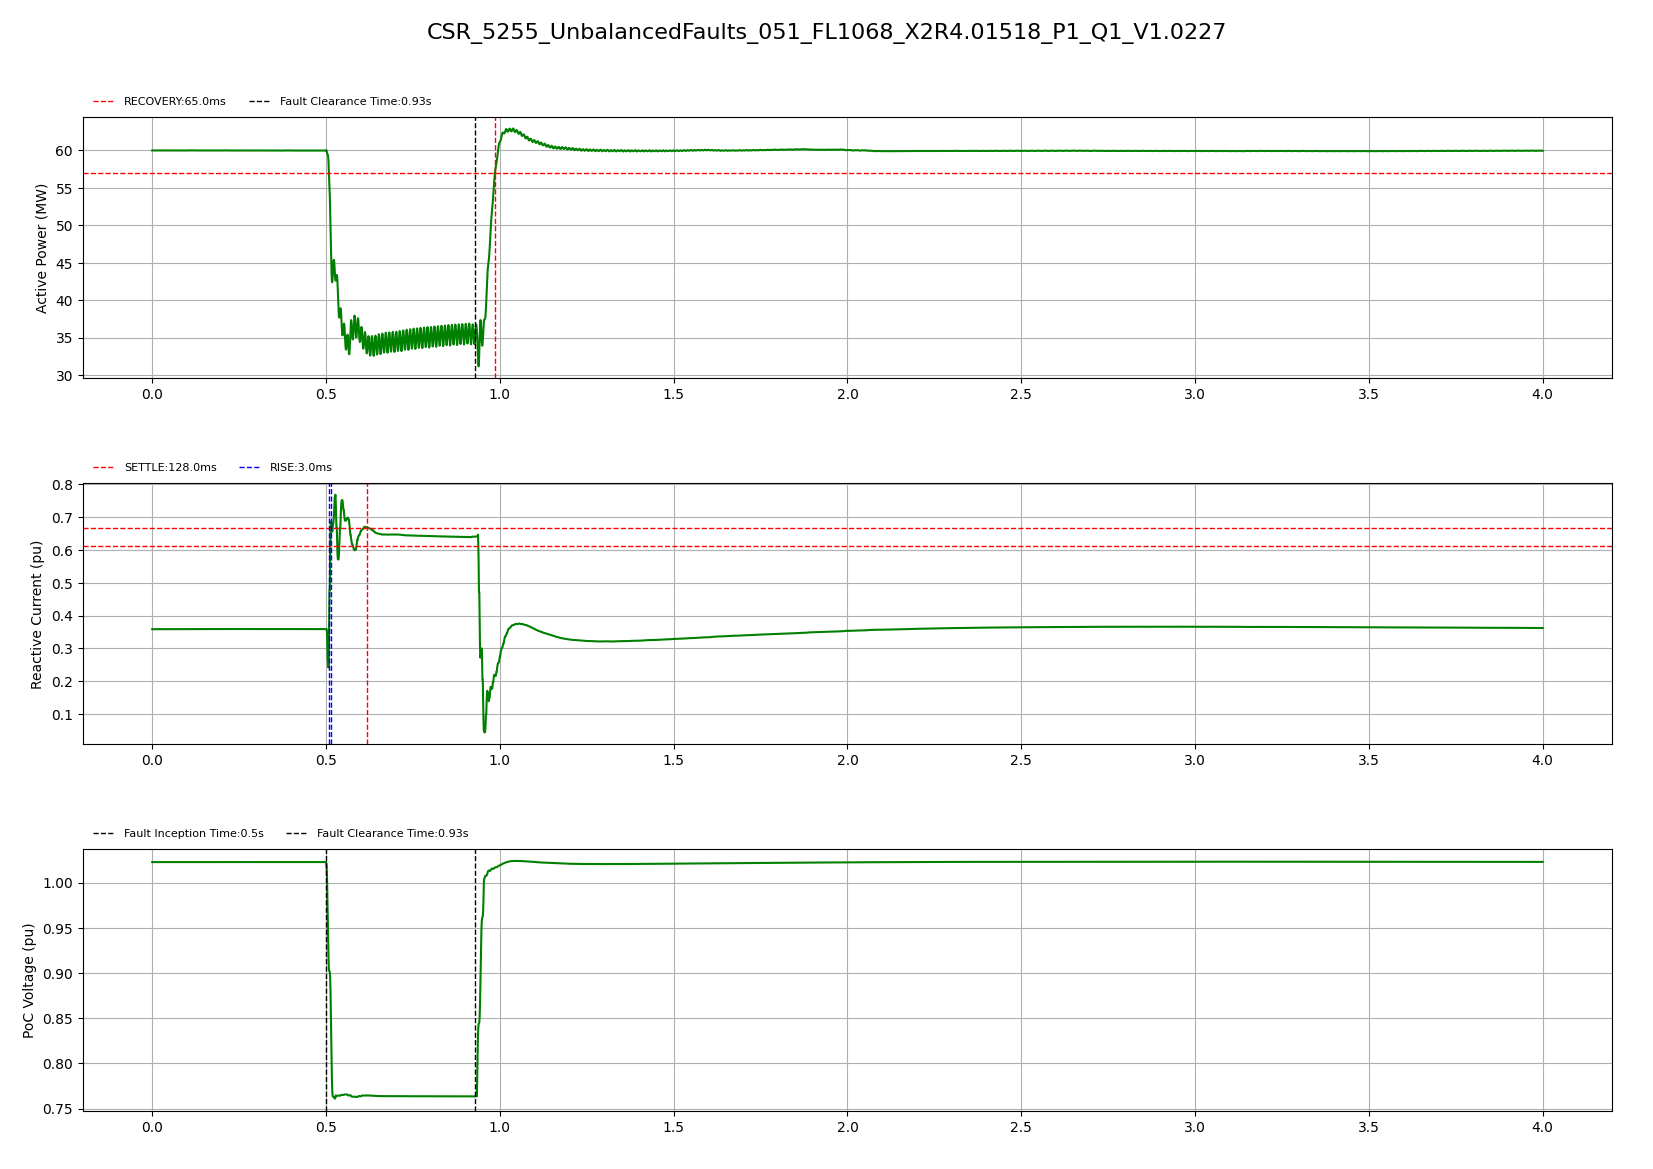 CSR_5255_UnbalancedFaults_051_FL1068_X2R4.01518_P1_Q1_V1.0227
RECOVERY:65.0ms Fault Clearance Time:0.93s
Active Power (MW)
60
55
50
45
40
35
30
0.0 0.5 1.0 1.5 2.0 2.5 3.0 3.5 4.0
SETTLE:128.0ms RISE:3.0ms
Reactive Current (pu)
0.8
0.7
0.6
0.5
0.4
0.3
0.2
0.1
0.0 0.5 1.0 1.5 2.0 2.5 3.0 3.5 4.0
Fault Inception Time:0.5s Fault Clearance Time:0.93s
PoC Voltage (pu)
1.00
0.95
0.90
0.85
0.80
0.75
0.0 0.5 1.0 1.5 2.0 2.5 3.0 3.5 4.0